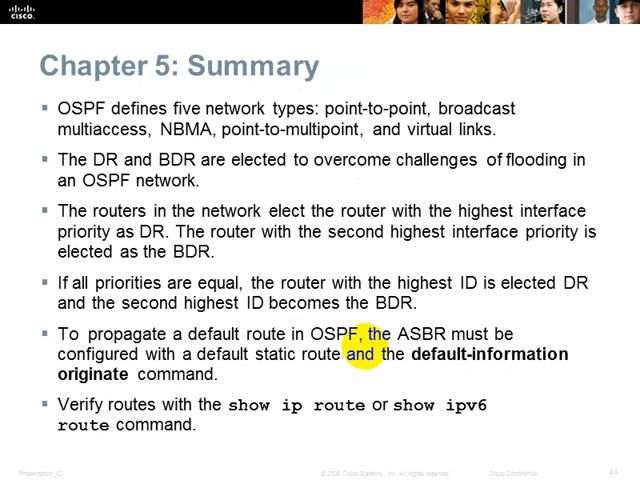 CISCO
Chapter 5: Summary
▪ OSPF defines five network types: point-to-point, broadcast
multiaccess, NBMA, point-to-multipoint, and virtual links.
▪ The DR and BDR are elected to overcome challenges of flooding in
an OSPF network.
▪ The routers in the network elect the router with the highest interface
priority as DR. The router with the second highest interface priority is
elected as the BDR.
▪ If all priorities are equal, the router with the highest ID is elected DR
and the second highest ID becomes the BDR.
▪ To propagate a default route in OSPF, the ASBR must be
configured with a default static route and the default-information
originate command.
▪ Verify routes with the show ip route or show ipv6
route command.
Presentation_ID © 2008 Cisco Systems, Inc. All rights reserved. Cisco Confidential 44